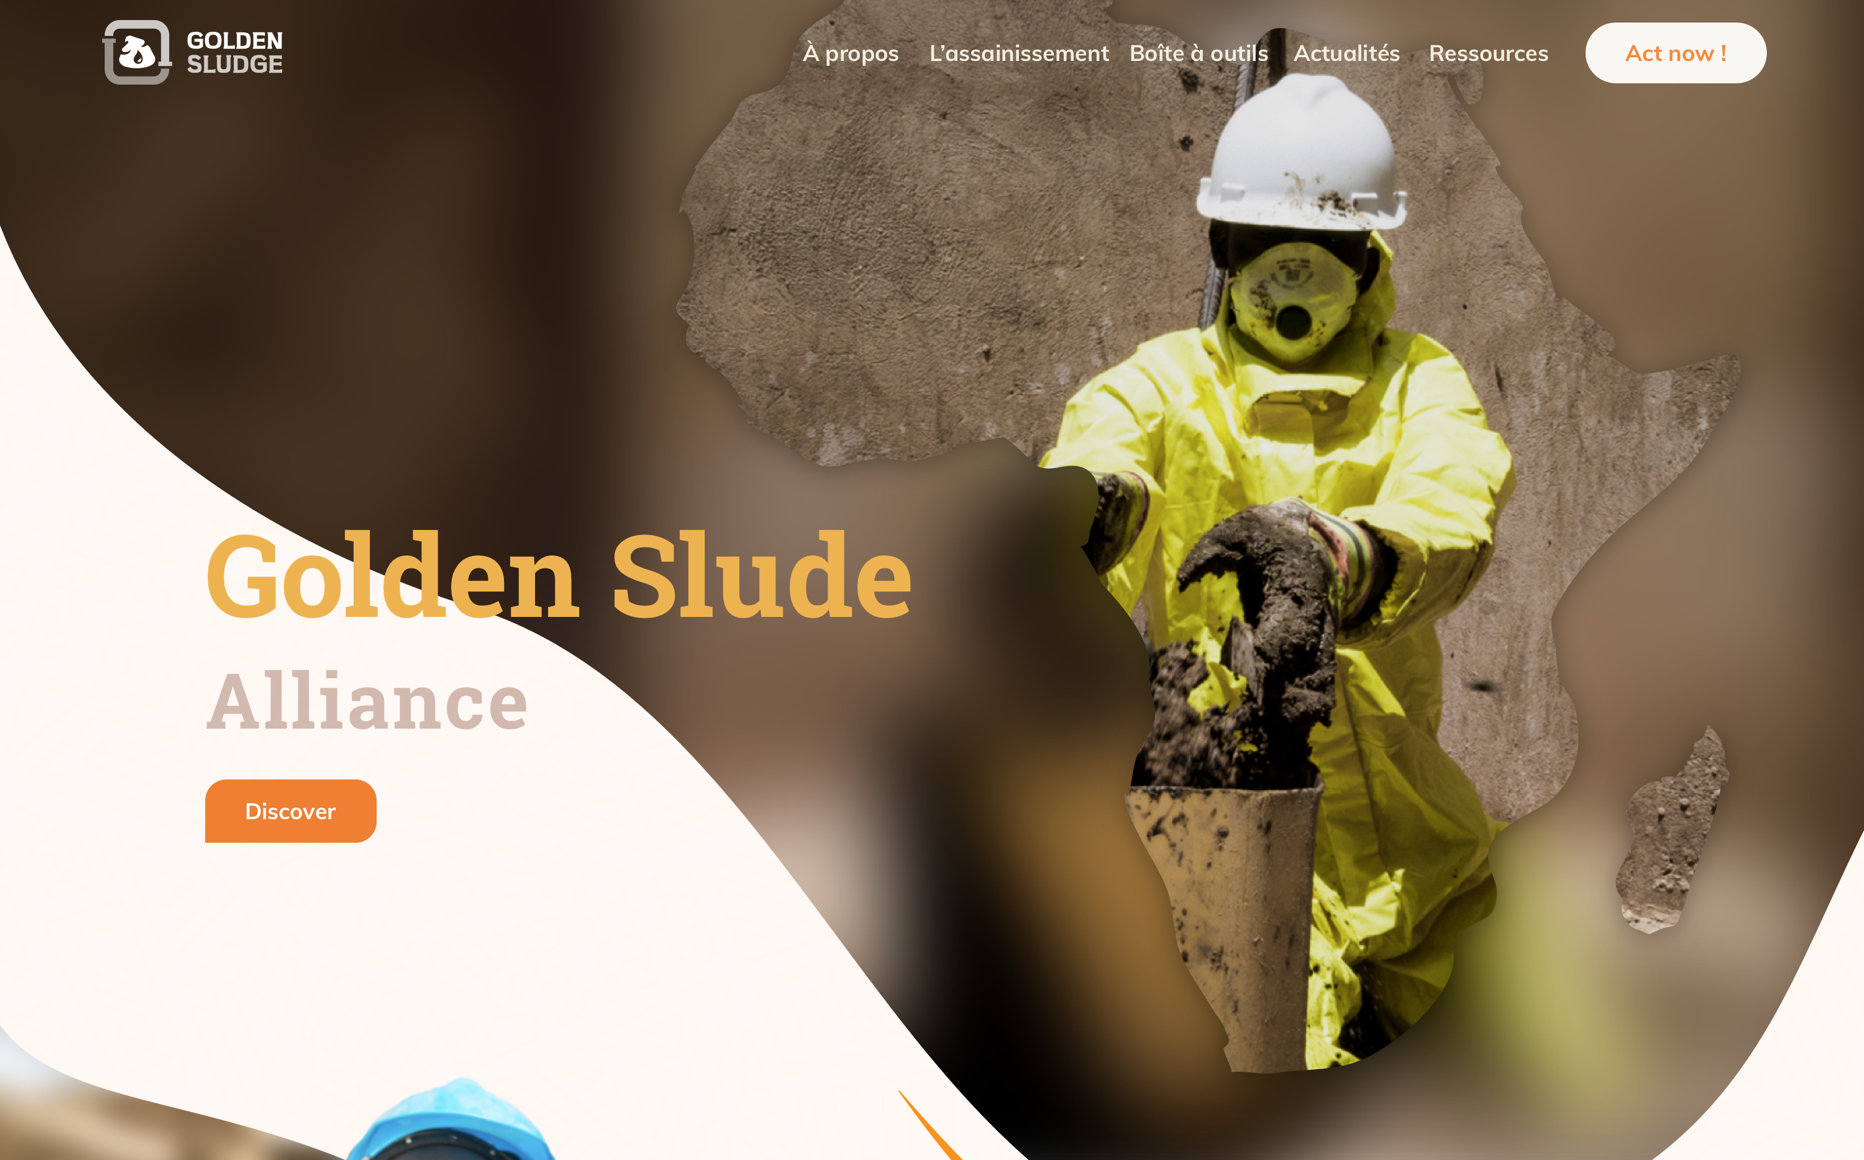 GOLDEN
SLUDGE
À propos L’assainissement Boîte à outils Actualités Ressources Act now !
Golden Slude
Alliance
Discover